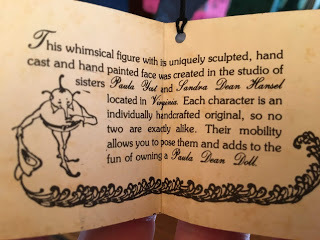 This whimsical figure with is uniquely sculpted, hand
cast and hand painted face was created in the studio of
sisters Paula and Sandra Dean Hansel
located in Virginia. Each character is an
individually handcrafted original, so no
two are exactly alike. Their mobility
allows you to pose them and adds to the
fun of owning a Paula Dean Doll.